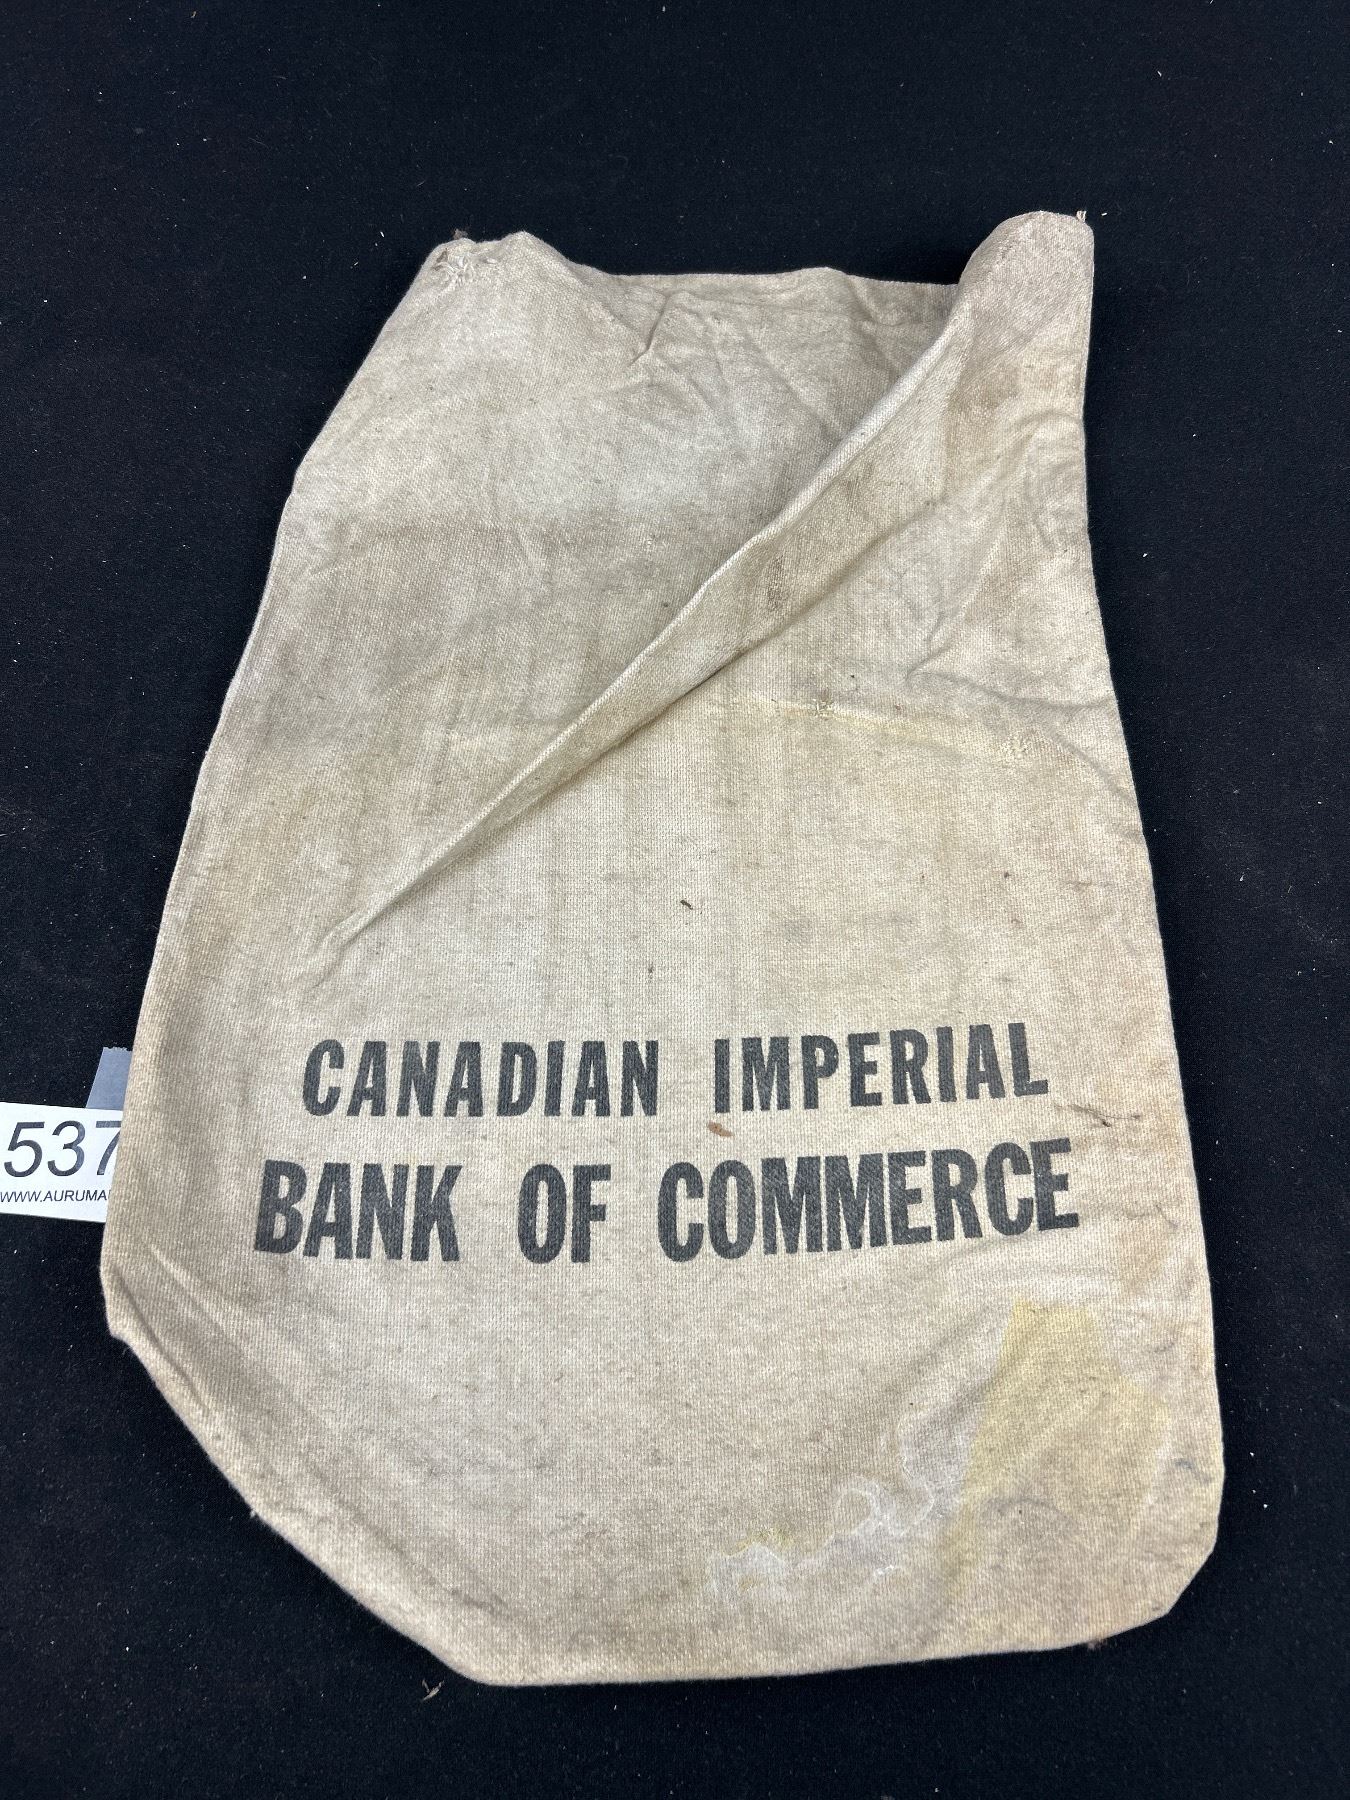 CANADIAN IMPERIAL
BANK OF COMMERCE
537